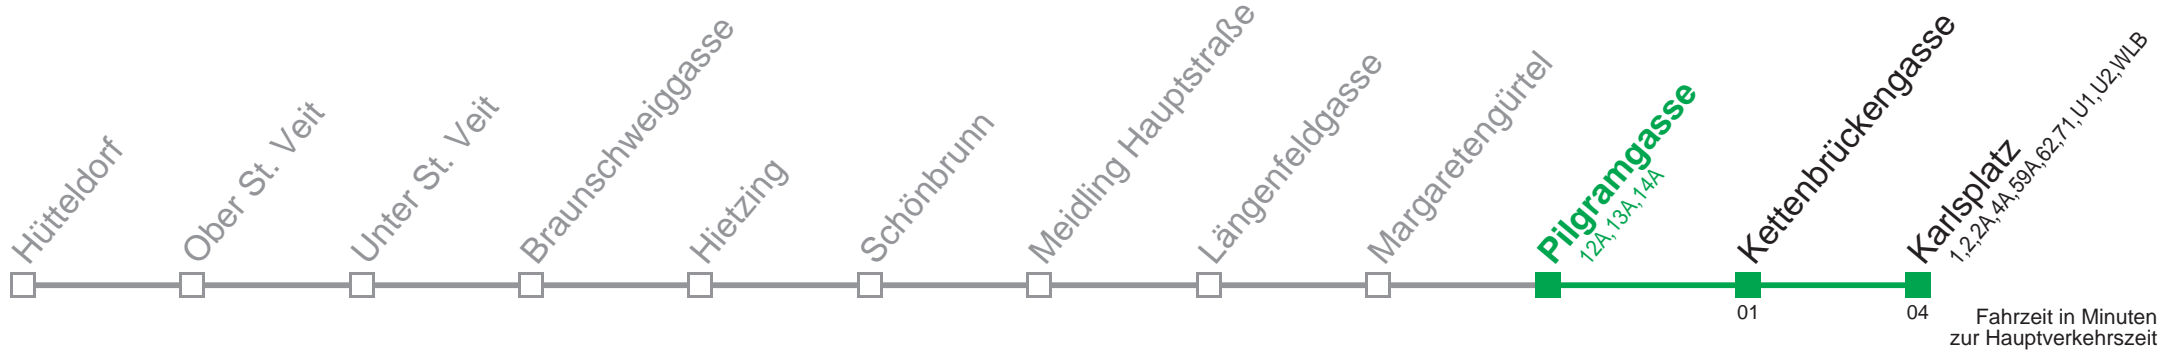 Hütteldorf
Ober St. Veit
Unter St. Veit
Braunschweiggasse
Hietzing
Schönbrunn
Meidling Hauptstraße
Längenfeldgasse
Margaretengürtel
Pilgramgasse
12A,13A,14A
Kettenbrückengasse
Karlsplatz
1,2,2A,4A,59A,62,71,U1,U2,WLB
01
04
Fahrzeit in Minuten
zur Hauptverkehrszeit